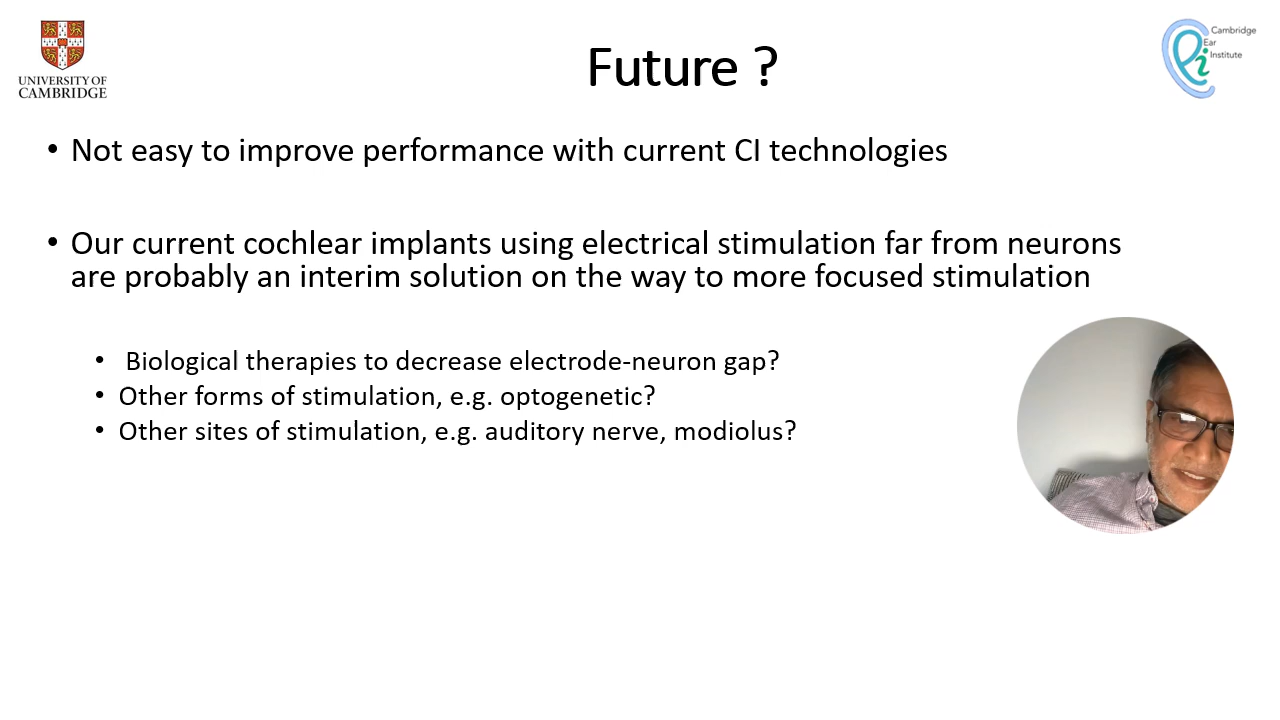 UNIVERSITY OF
CAMBRIDGE
Future ?
Cambridge
Ear
Institute
• Not easy to improve performance with current CI technologies
• Our current cochlear implants using electrical stimulation far from neurons
are probably an interim solution on the way to more focused stimulation
• Biological therapies to decrease electrode-neuron gap?
• Other forms of stimulation, e.g. optogenetic?
• Other sites of stimulation, e.g. auditory nerve, modiolus?